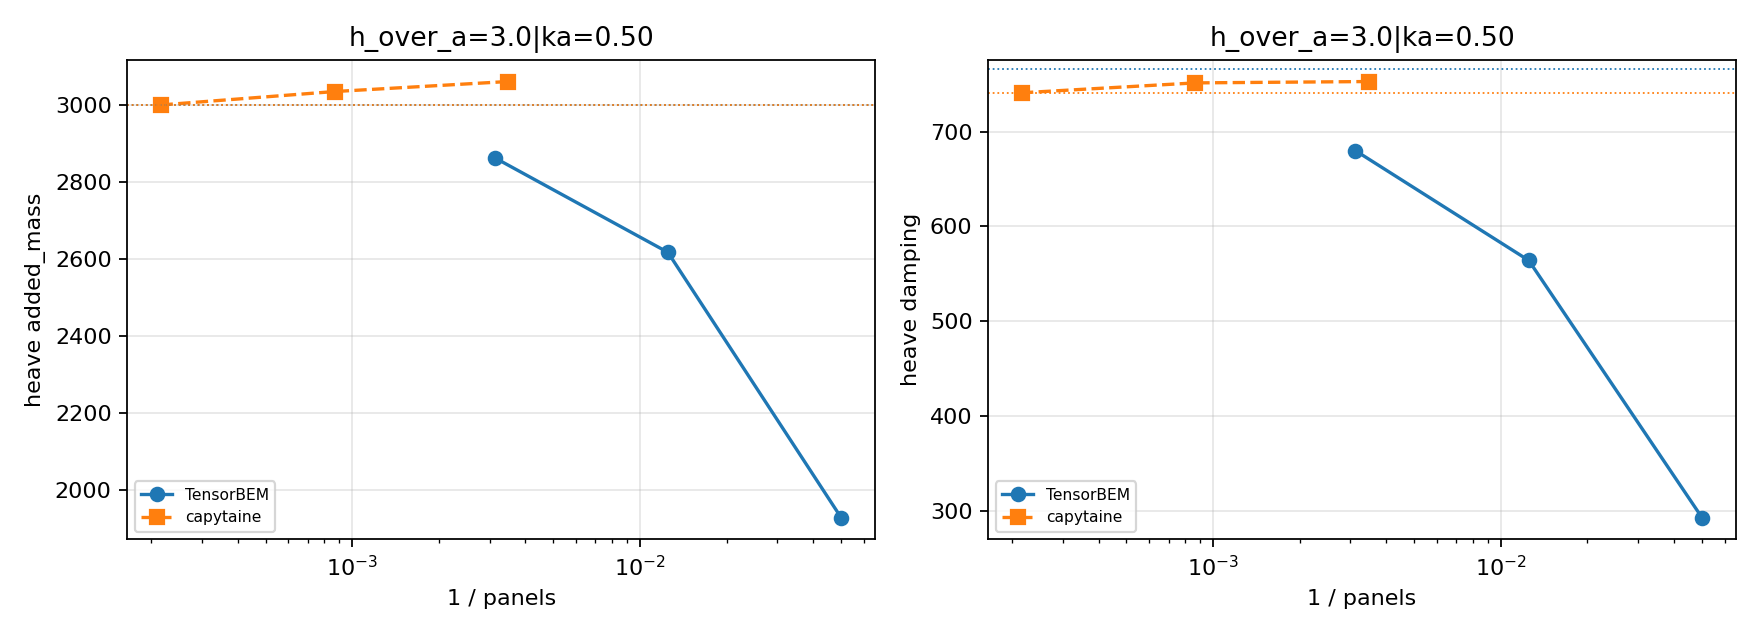 h_over_a=3.0|ka=0.50
heave added_mass
3000
2800
2600
2400
2200
2000
TensorBEM
capytaine
10⁻³
10⁻²
1 / panels
h_over_a=3.0|ka=0.50
heave damping
700
600
500
400
300
TensorBEM
capytaine
10⁻³
10⁻²
1 / panels